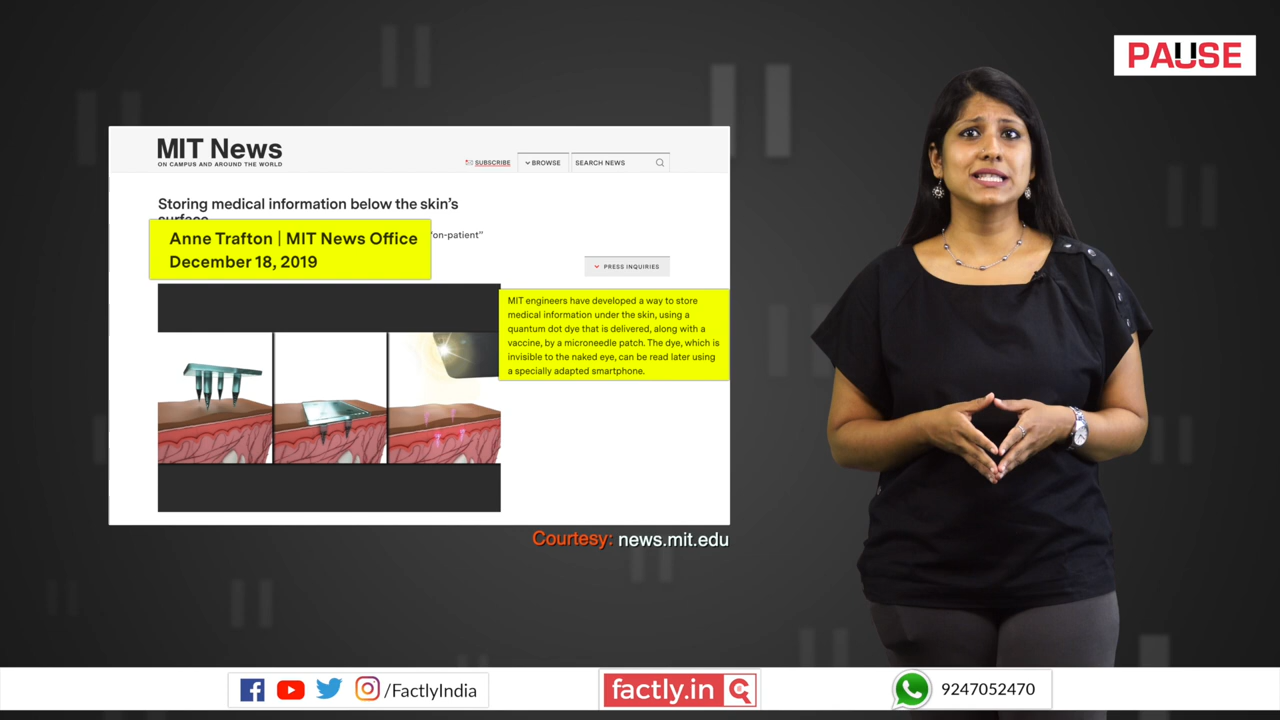 PAUSE
MIT News
ON CAMPUS AND AROUND THE WORLD
SUBSCRIBE
BROWSE
SEARCH NEWS
Storing medical information below the skin's
surface
Anne Trafton | MIT News Office
December 18, 2019
"on-patient"
PRESS INQUIRIES
MIT engineers have developed a way to store
medical information under the skin, using a
quantum dot dye that is delivered, along with a
vaccine, by a microneedle patch. The dye, which is
invisible to the naked eye, can be read later using
a specially adapted smartphone.
Courtesy: news.mit.edu
/FactlyIndia
factly.in
9247052470